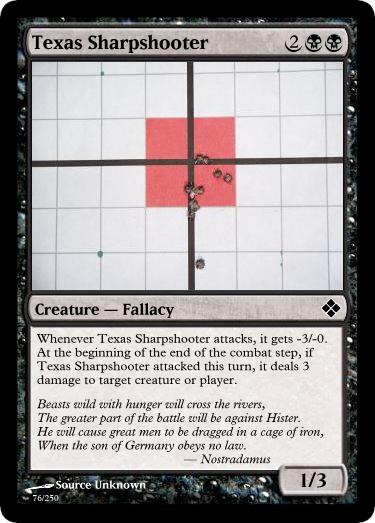 Texas Sharpshooter 2
Creature — Fallacy
Whenever Texas Sharpshooter attacks, it gets -3/-0.
At the beginning of the end of the combat step, if
Texas Sharpshooter attacked this turn, it deals 3
damage to target creature or player.
Beasts wild with hunger will cross the rivers,
The greater part of the battle will be against Hister.
He will cause great men to be dragged in a cage of iron,
When the son of Germany obeys no law.
— Nostradamus
1/3
Source Unknown
76/250